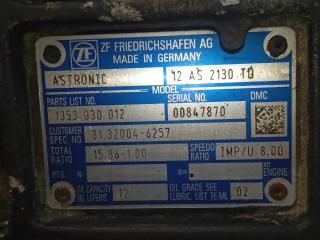 ZF
ZF FRIEDRICHSHAFEN AG
MADE IN GERMANY
ASTRONIC 12 AS 2130 TD
MODEL
PARTS LIST NO. SERIAL NO. DMC
1353 030 012 00847870
CUSTOMER SPEC. NO. 81.32004-6257
TOTAL RATIO 15.86-1.00 SPEEDO RATIO IMP/U 8.00
PTO N ENGINE
OIL CAPACITY IN LITERS 12 OIL GRADE SEE LUBRIC. LIST TE-ML 02